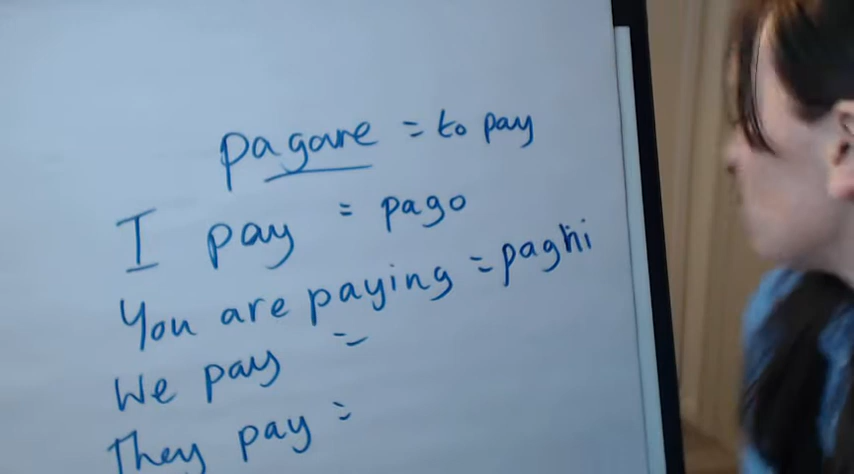 pagare = to pay
I pay = pago
You are paying = paghi
We pay =
They pay =